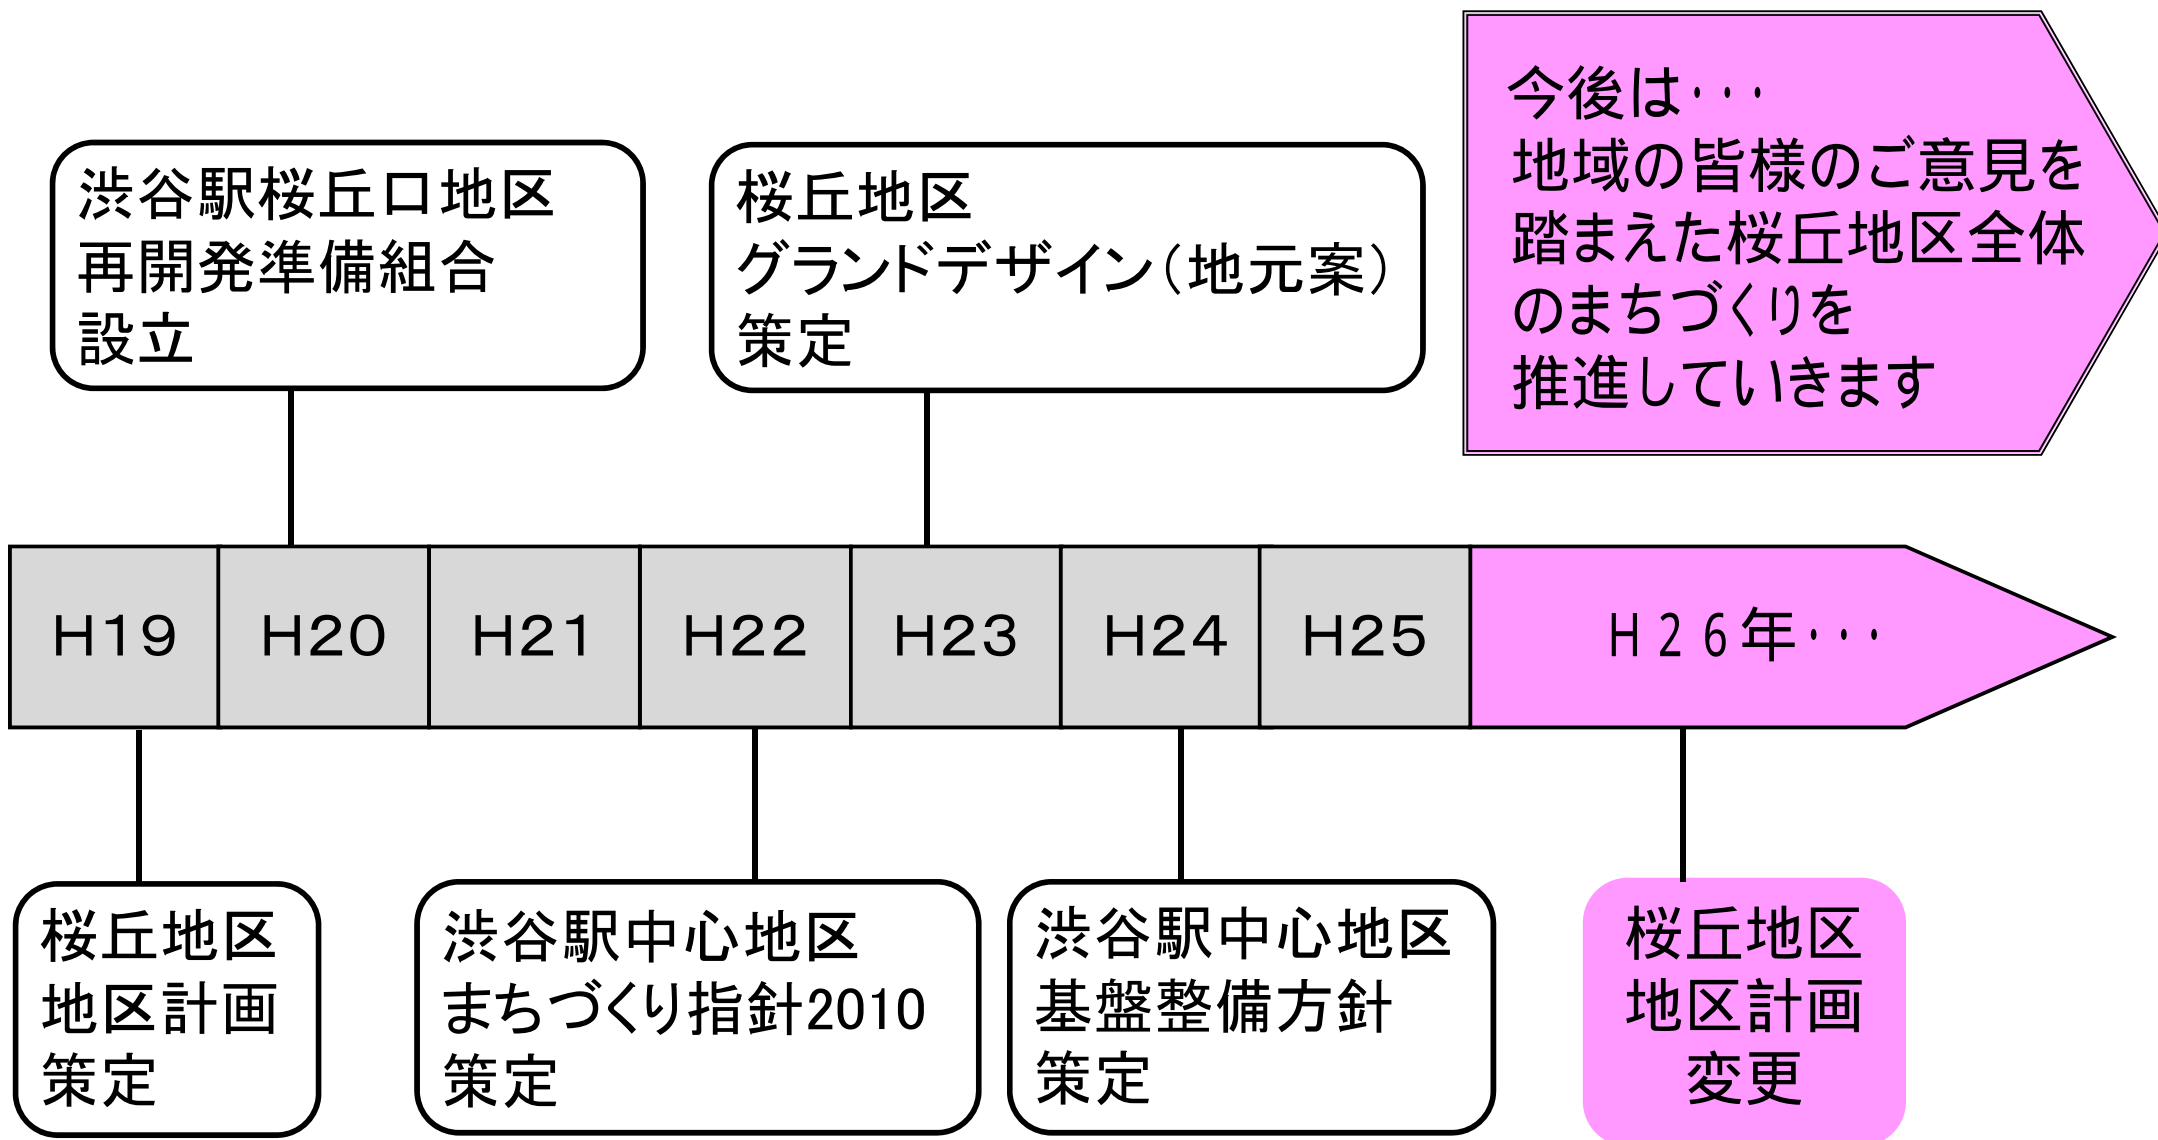 今後は･･･
地域の皆様のご意見を
踏まえた桜丘地区全体
のまちづくりを
推進していきます
渋谷駅桜丘口地区
再開発準備組合
設立
桜丘地区
グランドデザイン（地元案）
策定
H19
H20
H21
H22
H23
H24
H25
H26年･･･
桜丘地区
地区計画
策定
渋谷駅中心地区
まちづくり指針2010
策定
渋谷駅中心地区
基盤整備方針
策定
桜丘地区
地区計画
変更